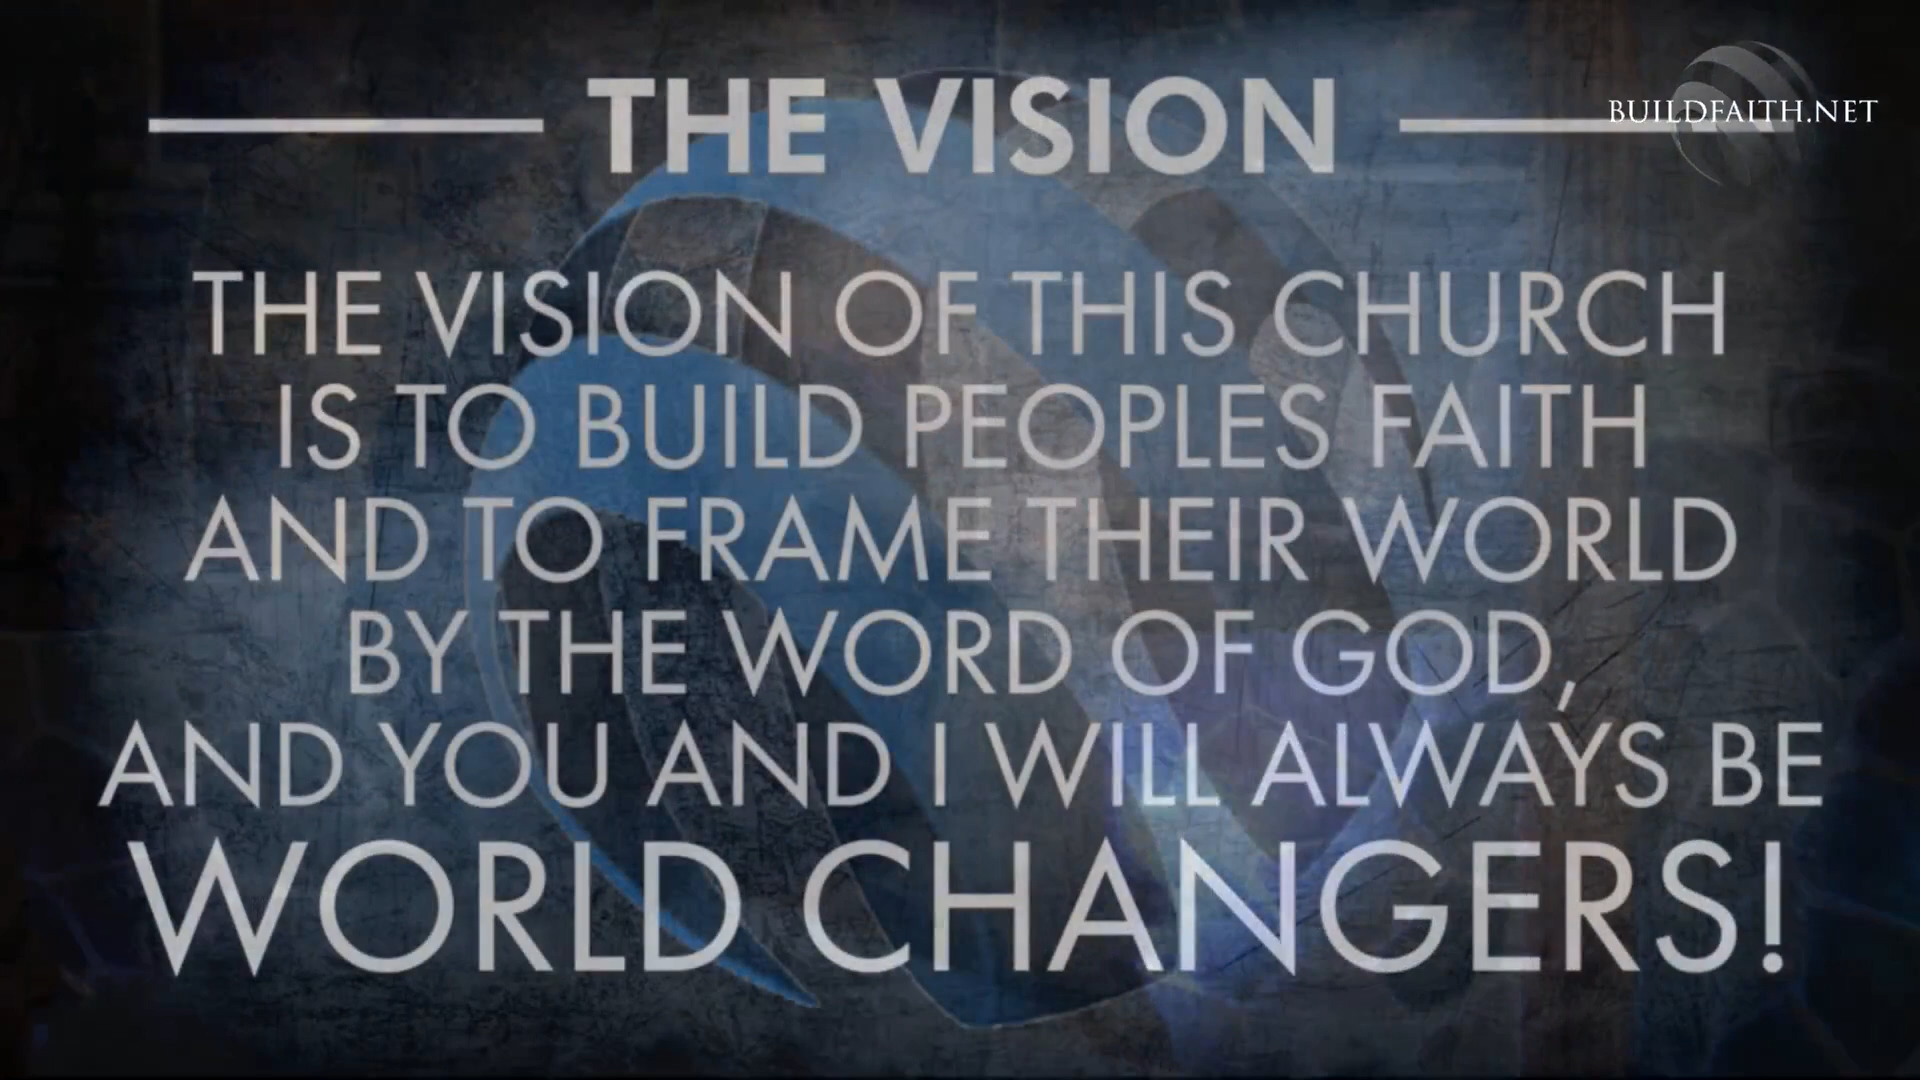 THE VISION
BUILDFAITH.NET
THE VISION OF THIS CHURCH
IS TO BUILD PEOPLES FAITH
AND TO FRAME THEIR WORLD
BY THE WORD OF GOD,
AND YOU AND I WILL ALWAYS BE
WORLD CHANGERS!